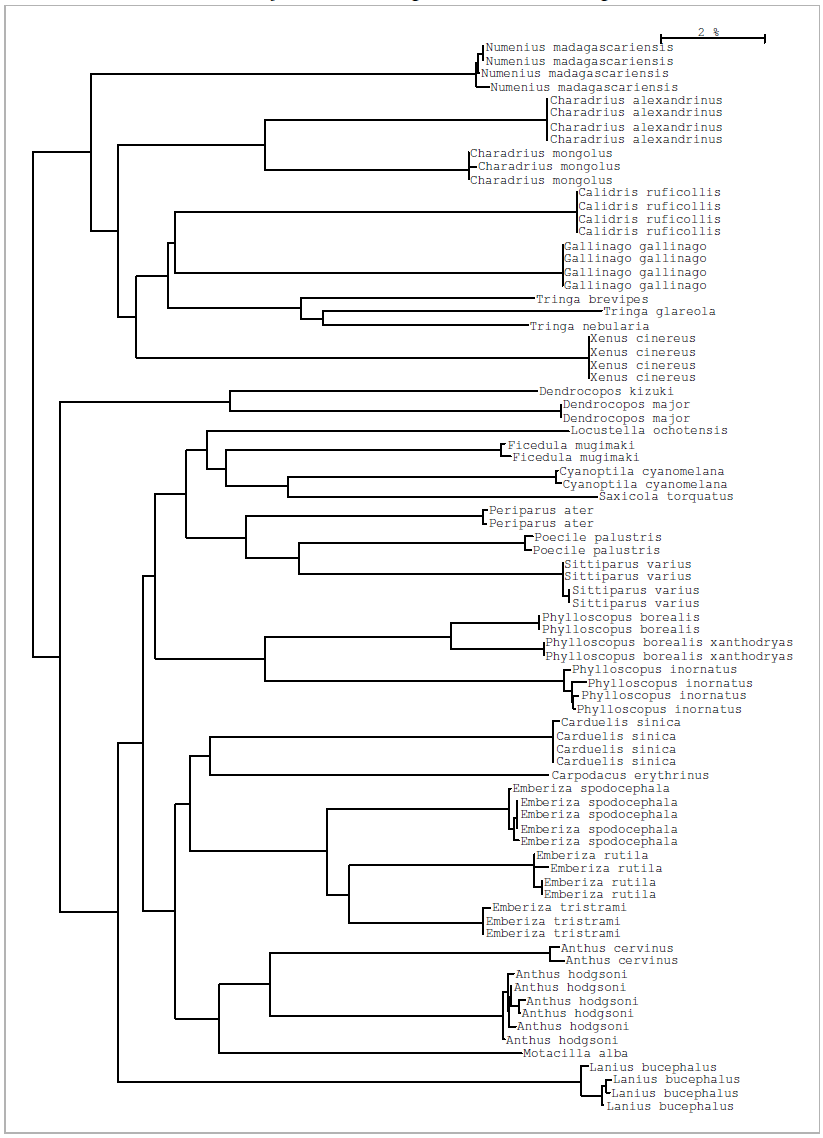 2 %
Numenius madagascariensis
Numenius madagascariensis
Numenius madagascariensis
Numenius madagascariensis
Charadrius alexandrinus
Charadrius alexandrinus
Charadrius alexandrinus
Charadrius alexandrinus
Charadrius mongolus
Charadrius mongolus
Charadrius mongolus
Calidris ruficollis
Calidris ruficollis
Calidris ruficollis
Calidris ruficollis
Gallinago gallinago
Gallinago gallinago
Gallinago gallinago
Gallinago gallinago
Tringa brevipes
Tringa glareola
Tringa nebularia
Xenus cinereus
Xenus cinereus
Xenus cinereus
Xenus cinereus
Dendrocopos kizuki
Dendrocopos major
Dendrocopos major
Locustella ochotensis
Ficedula mugimaki
Ficedula mugimaki
Cyanoptila cyanomelana
Cyanoptila cyanomelana
Saxicola torquatus
Periparus ater
Periparus ater
Poecile palustris
Poecile palustris
Sittiparus varius
Sittiparus varius
Sittiparus varius
Sittiparus varius
Phylloscopus borealis
Phylloscopus borealis
Phylloscopus borealis xanthodryas
Phylloscopus borealis xanthodryas
Phylloscopus inornatus
Phylloscopus inornatus
Phylloscopus inornatus
Phylloscopus inornatus
Carduelis sinica
Carduelis sinica
Carduelis sinica
Carduelis sinica
Carpodacus erythrinus
Emberiza spodocephala
Emberiza spodocephala
Emberiza spodocephala
Emberiza spodocephala
Emberiza spodocephala
Emberiza rutila
Emberiza rutila
Emberiza rutila
Emberiza rutila
Emberiza tristrami
Emberiza tristrami
Emberiza tristrami
Anthus cervinus
Anthus cervinus
Anthus hodgsoni
Anthus hodgsoni
Anthus hodgsoni
Anthus hodgsoni
Anthus hodgsoni
Anthus hodgsoni
Motacilla alba
Lanius bucephalus
Lanius bucephalus
Lanius bucephalus
Lanius bucephalus